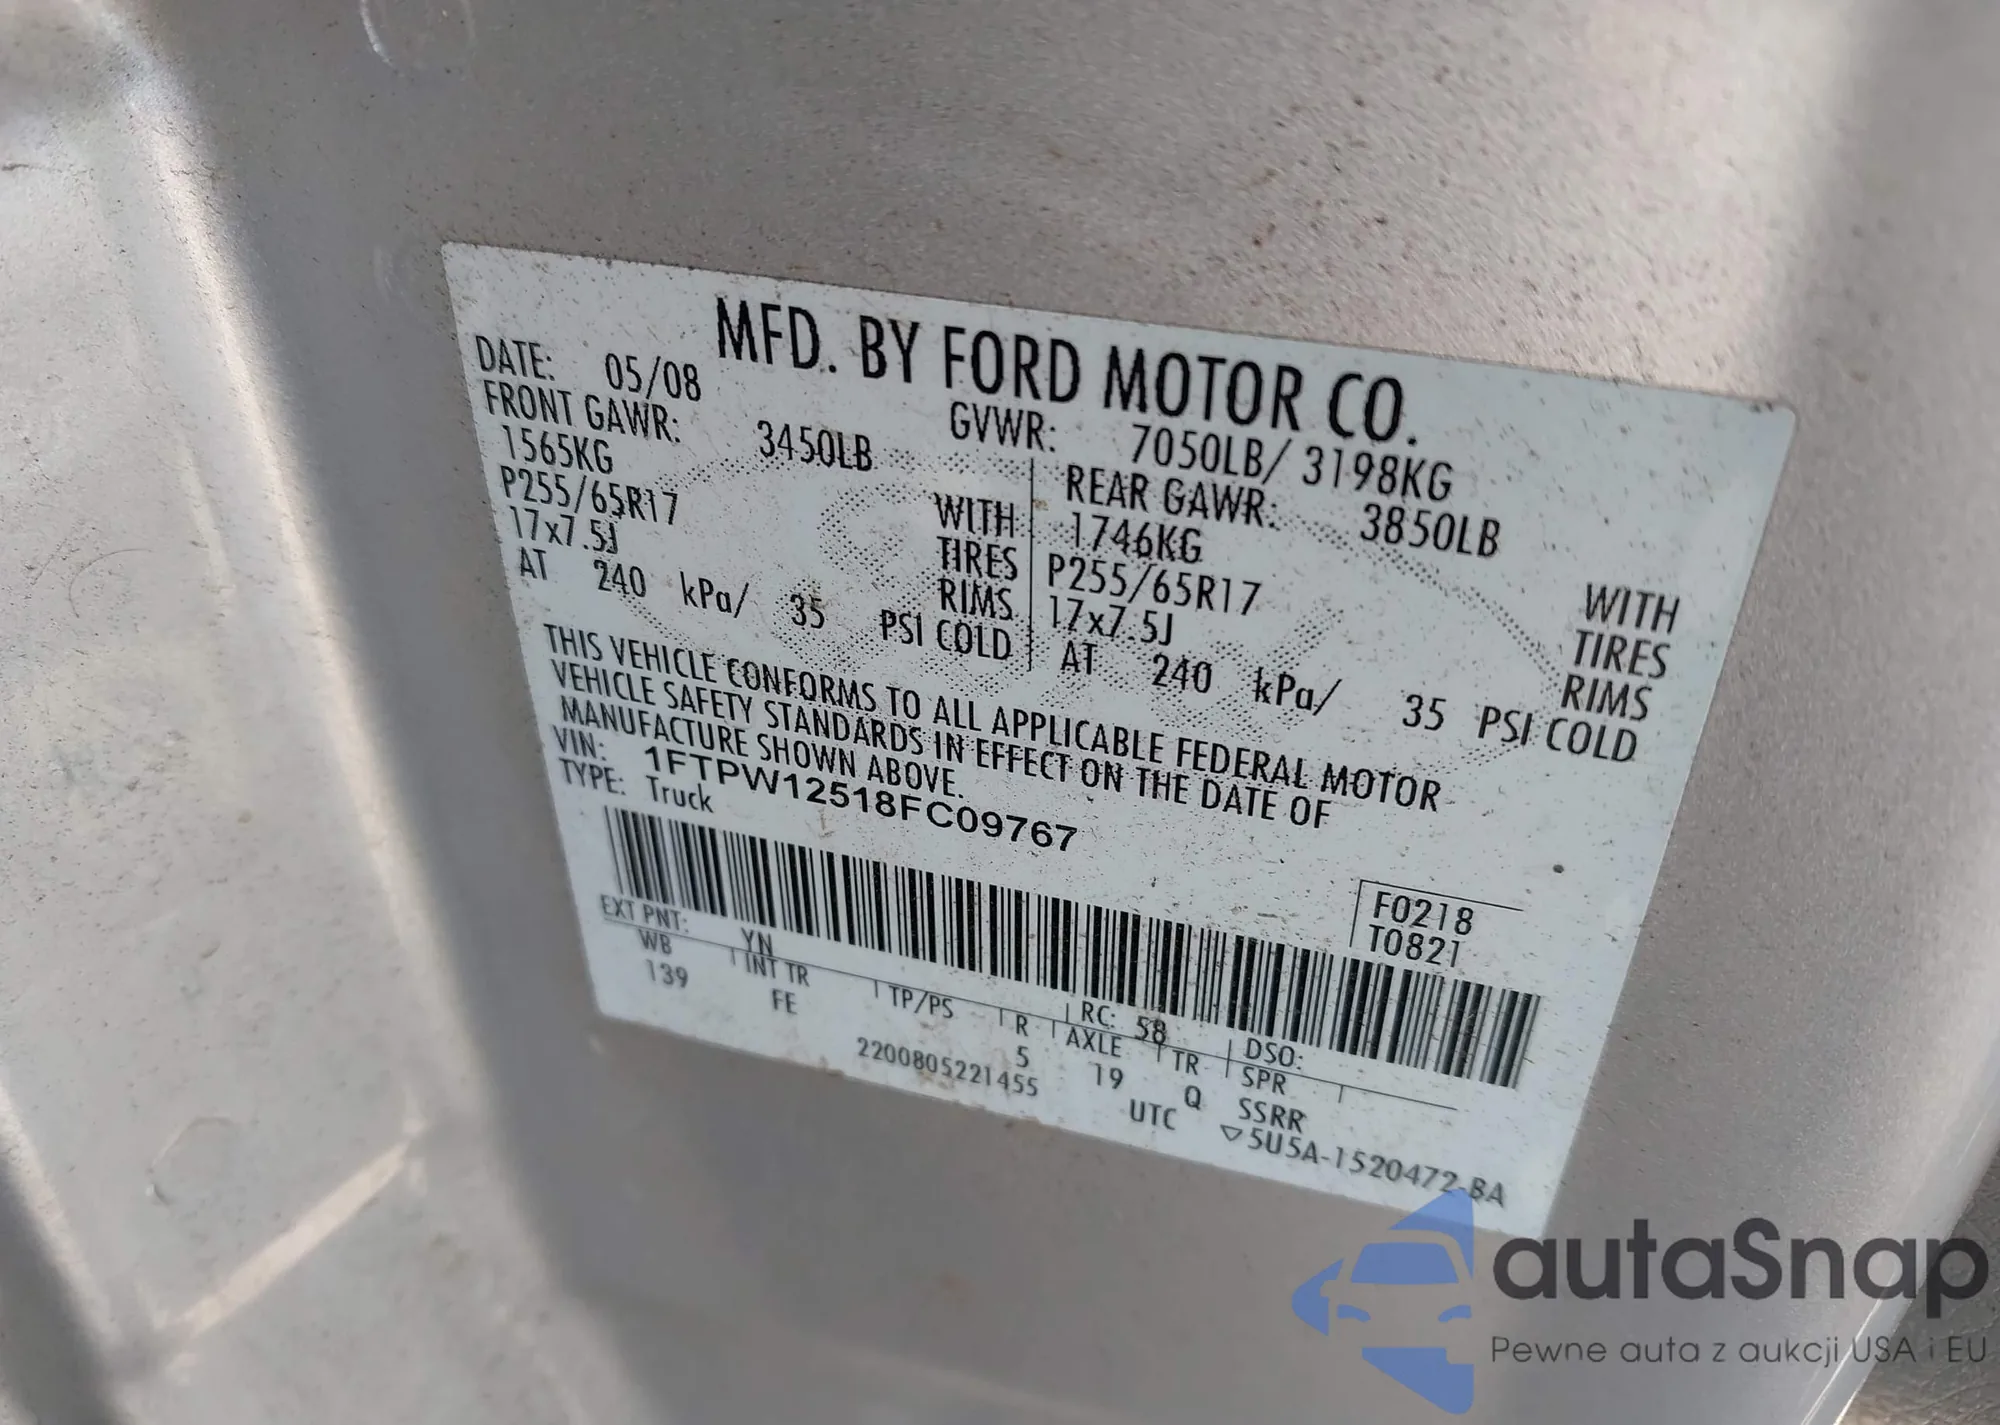 MFD. BY FORD MOTOR CO.
DATE: 05/08 GVWR: 7050LB/ 3198KG
FRONT GAWR: 3450LB REAR GAWR: 3850LB
1565KG WITH 1746KG WITH
P255/65R17 TIRES P255/65R17 TIRES
17x7.5J RIMS 17x7.5J RIMS
AT 240 kPa/ 35 PSI COLD AT 240 kPa/ 35 PSI COLD
THIS VEHICLE CONFORMS TO ALL APPLICABLE FEDERAL MOTOR
VEHICLE SAFETY STANDARDS IN EFFECT ON THE DATE OF
MANUFACTURE SHOWN ABOVE.
VIN: 1FTPW12518FC09767
TYPE: Truck
F0218
T0821
EXT PNT: YN RC: 58 DSO:
WB INT TR TP/PS R AXLE TR SPR
139 FE 5 19 Q SSRR
2200805221455 UTC ▽5U5A-1520472-BA
autaSnap
Pewne auta z aukcji USA i EU